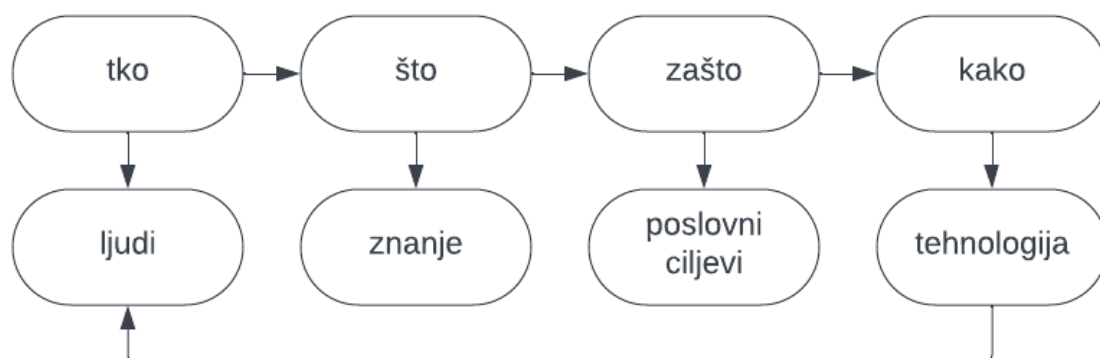 tko
što
zašto
kako
ljudi
znanje
poslovni
ciljevi
tehnologija